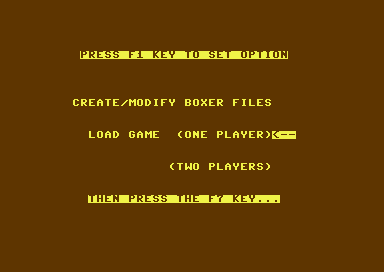 PRESS F1 KEY TO SET OPTION
CREATE/MODIFY BOXER FILES
LOAD GAME (ONE PLAYER)<--
(TWO PLAYERS)
THEN PRESS THE F7 KEY...